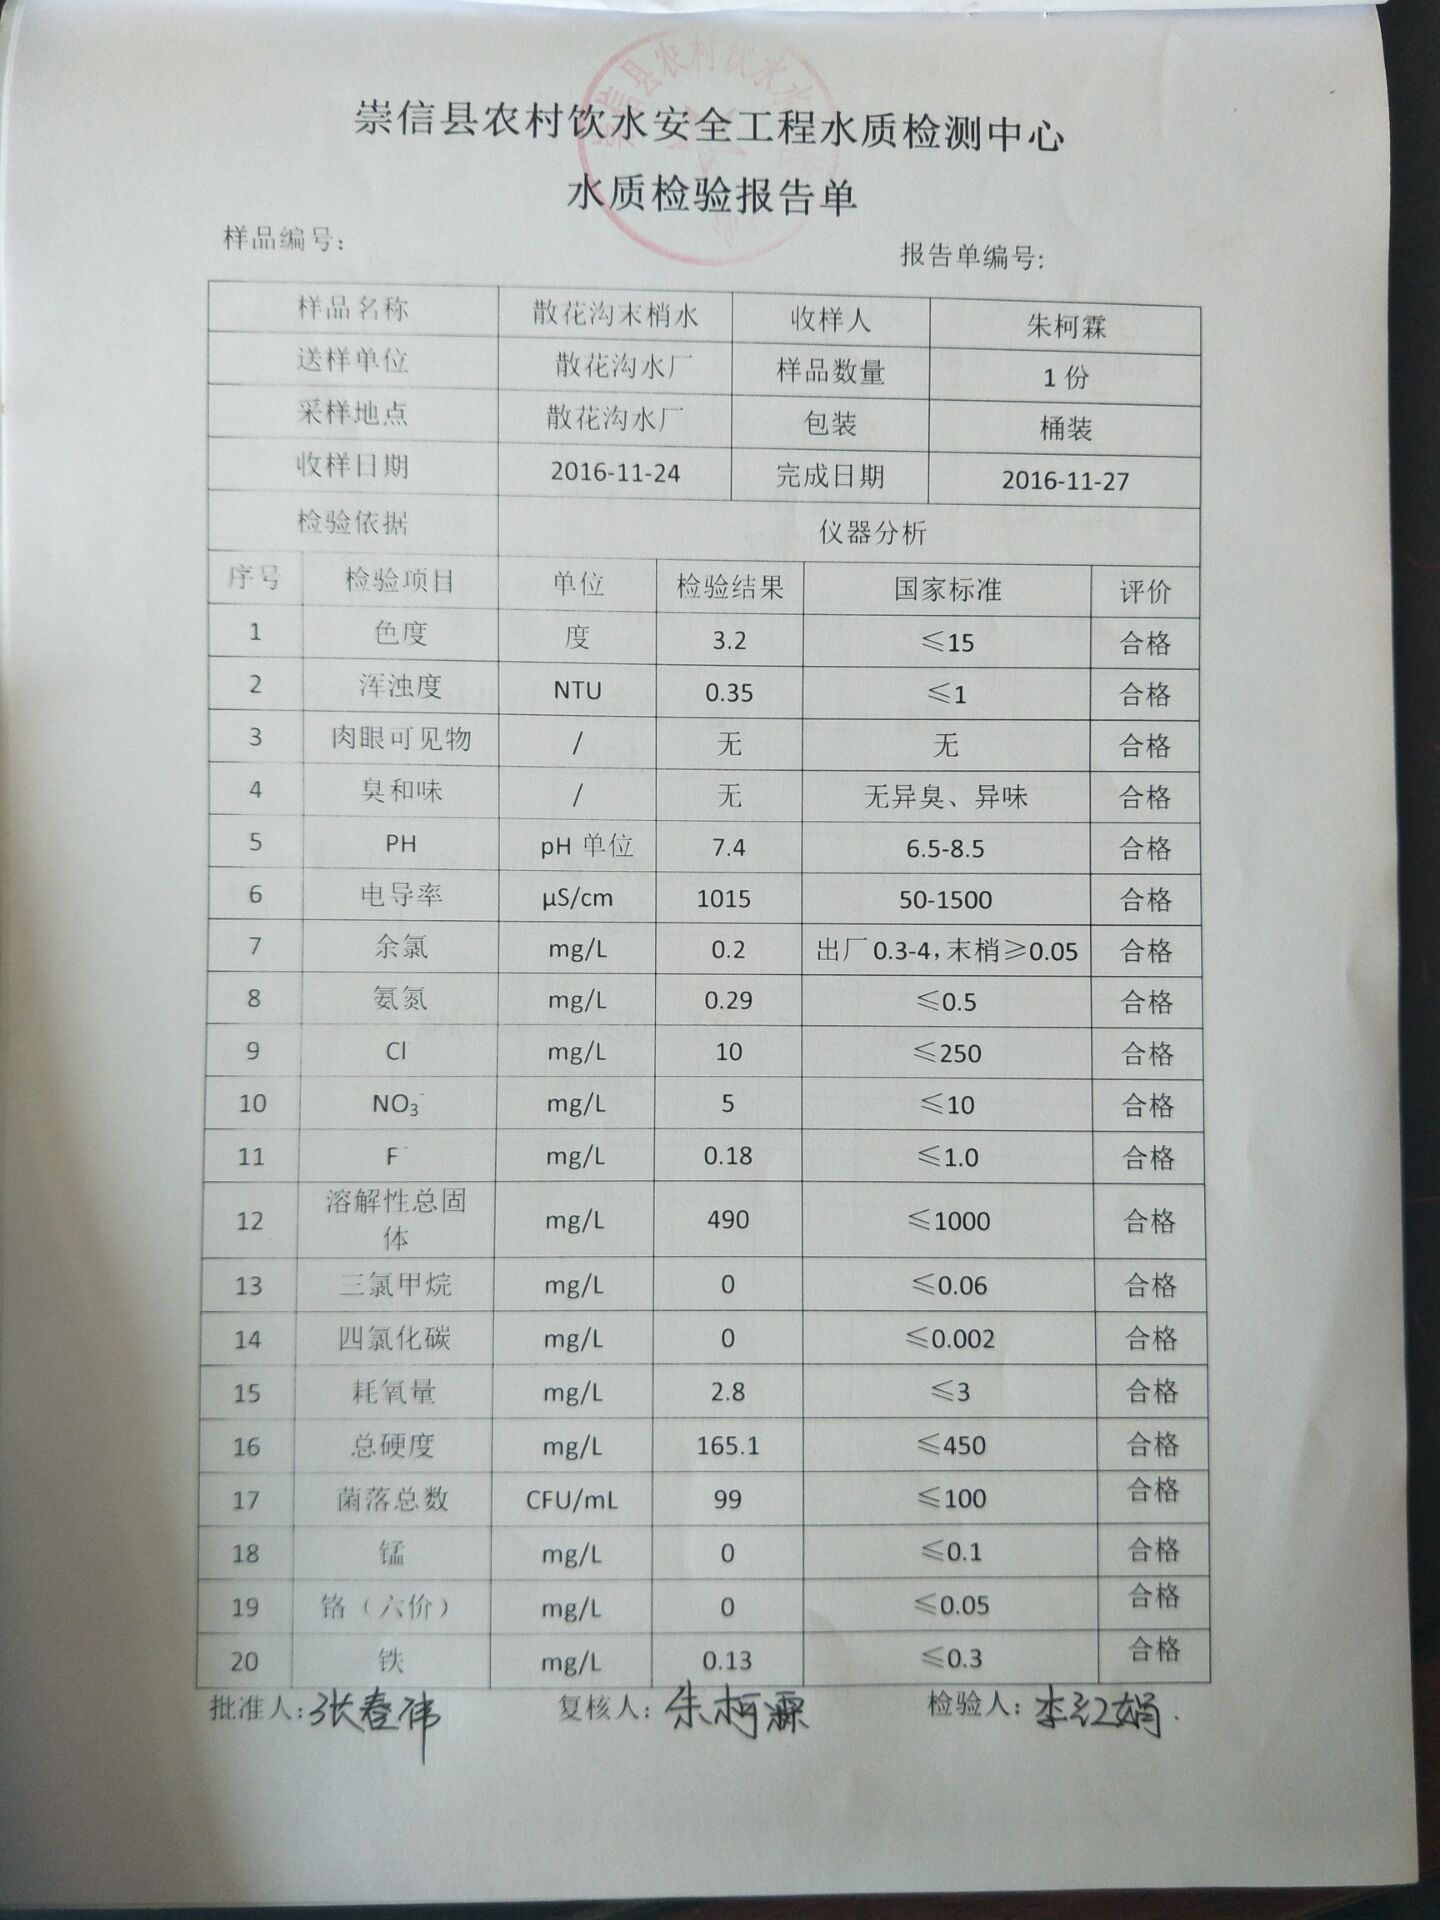 崇信县农村饮水安全工程水质检测中心
水质检验报告单
样品编号： 报告单编号：
样品名称 散花沟末梢水 收样人 朱柯霖
送样单位 散花沟水厂 样品数量 1 份
采样地点 散花沟水厂 包装 桶装
收样日期 2016-11-24 完成日期 2016-11-27
检验依据 仪器分析
序号 检验项目 单位 检验结果 国家标准 评价
1 色度 度 3.2 ≤15 合格
2 浑浊度 NTU 0.35 ≤1 合格
3 肉眼可见物 / 无 无 合格
4 臭和味 / 无 无异臭、异味 合格
5 PH pH 单位 7.4 6.5-8.5 合格
6 电导率 μS/cm 1015 50-1500 合格
7 余氯 mg/L 0.2 出厂 0.3-4，末梢≥0.05 合格
8 氨氮 mg/L 0.29 ≤0.5 合格
9 Cl mg/L 10 ≤250 合格
10 NO₃⁻ mg/L 5 ≤10 合格
11 F⁻ mg/L 0.18 ≤1.0 合格
12 溶解性总固 mg/L 490 ≤1000 合格
体
13 三氯甲烷 mg/L 0 ≤0.06 合格
14 四氯化碳 mg/L 0 ≤0.002 合格
15 耗氧量 mg/L 2.8 ≤3 合格
16 总硬度 mg/L 165.1 ≤450 合格
17 菌落总数 CFU/mL 99 ≤100 合格
18 锰 mg/L 0 ≤0.1 合格
19 铬（六价） mg/L 0 ≤0.05 合格
20 铁 mg/L 0.13 ≤0.3 合格
批准人：张春伟 复核人：朱柯霖 检验人：李红娟